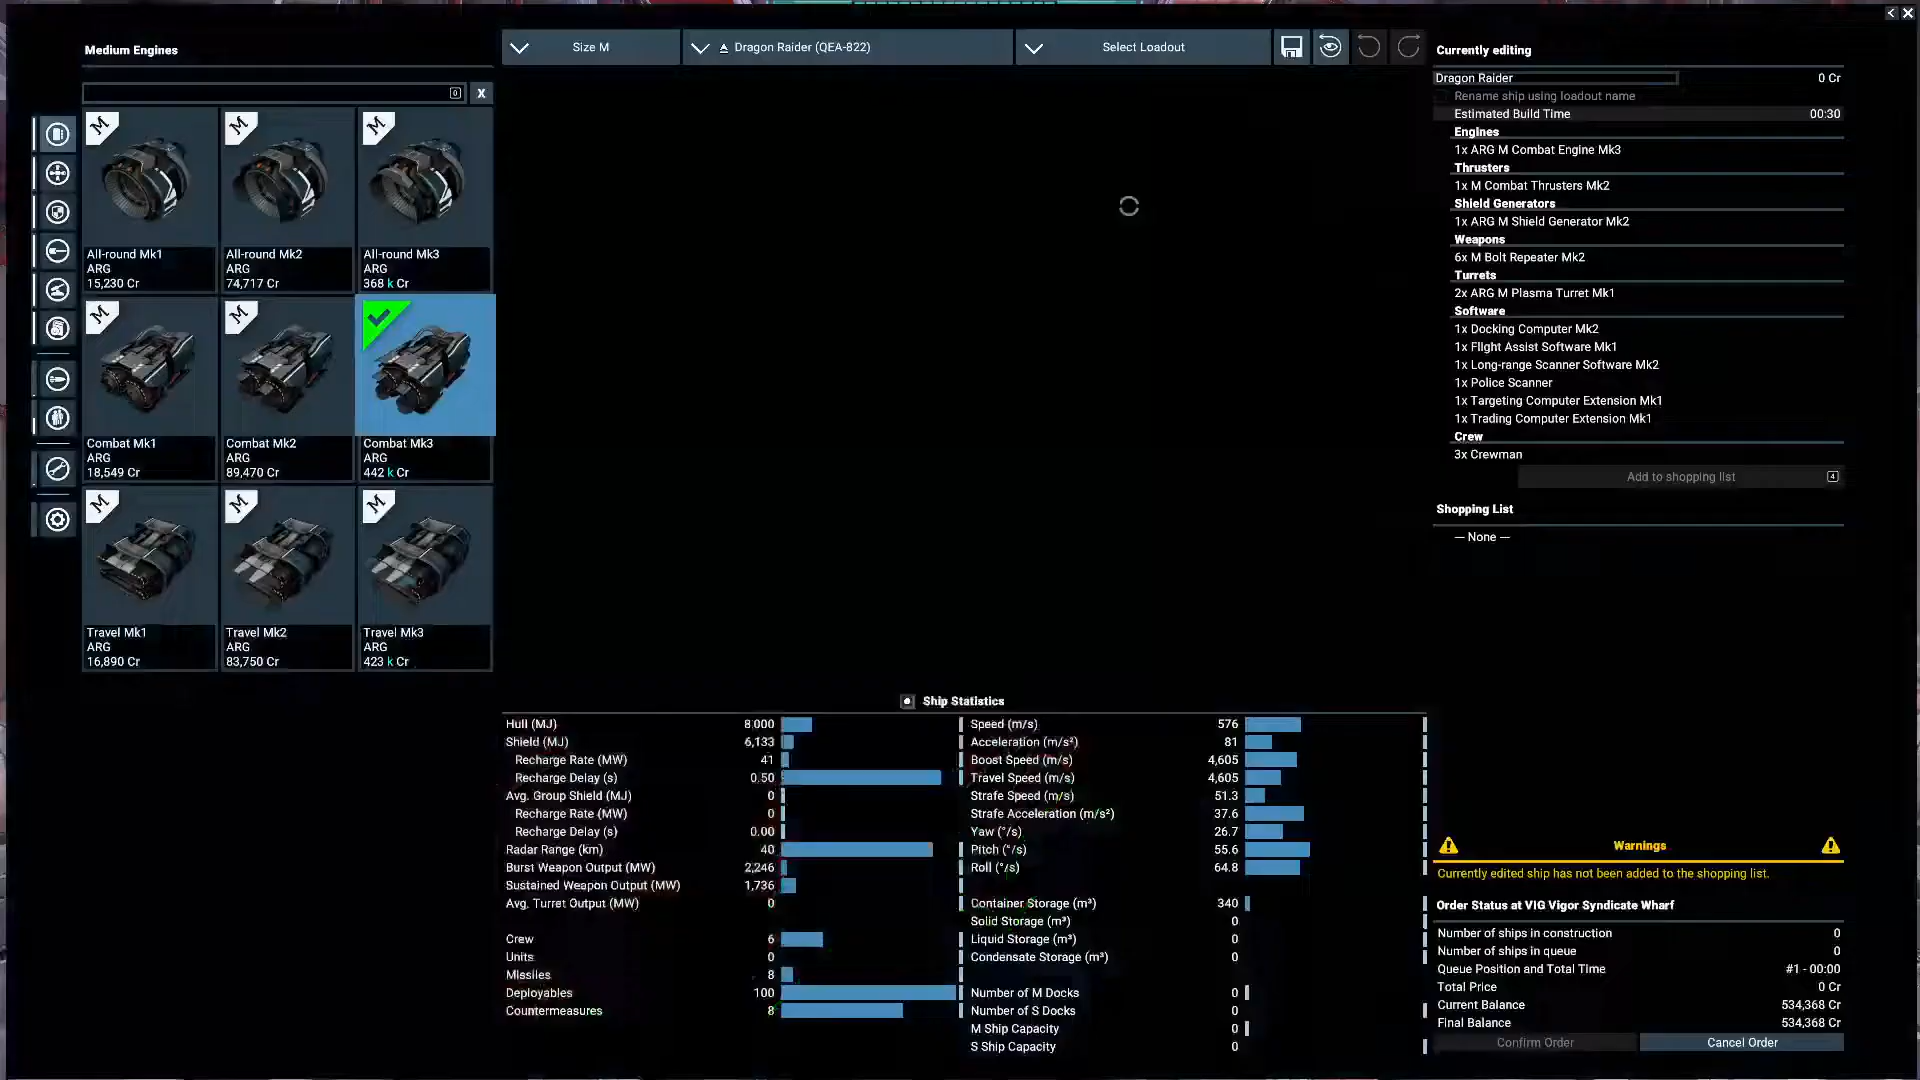 Medium Engines
0
X
M
M
M
All-round Mk1
ARG
15,230 Cr
All-round Mk2
ARG
74,717 Cr
All-round Mk3
ARG
368 k Cr
M
M
Combat Mk1
ARG
18,549 Cr
Combat Mk2
ARG
89,470 Cr
Combat Mk3
ARG
442 k Cr
M
M
M
Travel Mk1
ARG
16,890 Cr
Travel Mk2
ARG
83,750 Cr
Travel Mk3
ARG
423 k Cr
Size M
Dragon Raider (QEA-822)
Select Loadout
Ship Statistics
Hull (MJ) 8,000
Shield (MJ) 6,133
Recharge Rate (MW) 41
Recharge Delay (s) 0.50
Avg. Group Shield (MJ) 0
Recharge Rate (MW) 0
Recharge Delay (s) 0.00
Radar Range (km) 40
Burst Weapon Output (MW) 2,246
Sustained Weapon Output (MW) 1,736
Avg. Turret Output (MW) 0
Crew 6
Units 0
Missiles 8
Deployables 100
Countermeasures 8
Speed (m/s) 576
Acceleration (m/s²) 81
Boost Speed (m/s) 4,605
Travel Speed (m/s) 4,605
Strafe Speed (m/s) 51.3
Strafe Acceleration (m/s²) 37.6
Yaw (°/s) 26.7
Pitch (°/s) 55.6
Roll (°/s) 64.8
Container Storage (m³) 340
Solid Storage (m³) 0
Liquid Storage (m³) 0
Condensate Storage (m³) 0
Number of M Docks 0
Number of S Docks 0
M Ship Capacity 0
S Ship Capacity 0
Currently editing
Dragon Raider 0 Cr
Rename ship using loadout name
Estimated Build Time 00:30
Engines
1x ARG M Combat Engine Mk3
Thrusters
1x M Combat Thrusters Mk2
Shield Generators
1x ARG M Shield Generator Mk2
Weapons
6x M Bolt Repeater Mk2
Turrets
2x ARG M Plasma Turret Mk1
Software
1x Docking Computer Mk2
1x Flight Assist Software Mk1
1x Long-range Scanner Software Mk2
1x Police Scanner
1x Targeting Computer Extension Mk1
1x Trading Computer Extension Mk1
Crew
3x Crewman
Add to shopping list 4
Shopping List
— None —
Warnings
Currently edited ship has not been added to the shopping list.
Order Status at VIG Vigor Syndicate Wharf
Number of ships in construction 0
Number of ships in queue 0
Queue Position and Total Time #1 - 00:00
Total Price 0 Cr
Current Balance 534,368 Cr
Final Balance 534,368 Cr
Confirm Order
Cancel Order